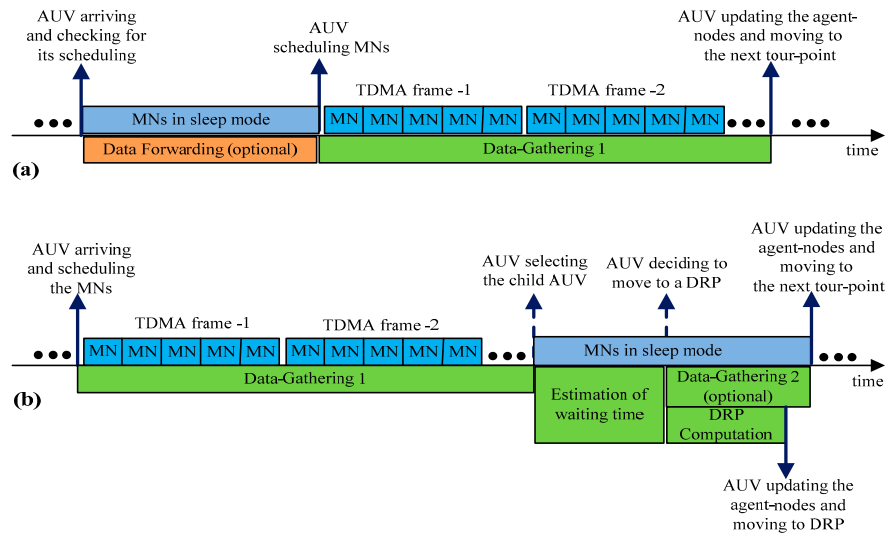 AUV arriving
and checking for
its scheduling
AUV
scheduling MNs
AUV updating the agent-
nodes and moving to
the next tour-point
TDMA frame -1
TDMA frame -2
MNs in sleep mode
MN MN MN MN MN
MN MN MN MN MN
Data Forwarding (optional)
Data-Gathering 1
time
(a)
AUV arriving
and scheduling
the MNs
AUV selecting
the child AUV
AUV deciding to
move to a DRP
AUV updating the
agent-nodes and
moving to
the next tour-point
TDMA frame -1
TDMA frame -2
MN MN MN MN MN
MN MN MN MN MN
MNs in sleep mode
Data-Gathering 1
time
(b)
Estimation of
waiting time
Data-Gathering 2
(optional)
DRP
Computation
AUV updating the
agent-nodes and
moving to DRP